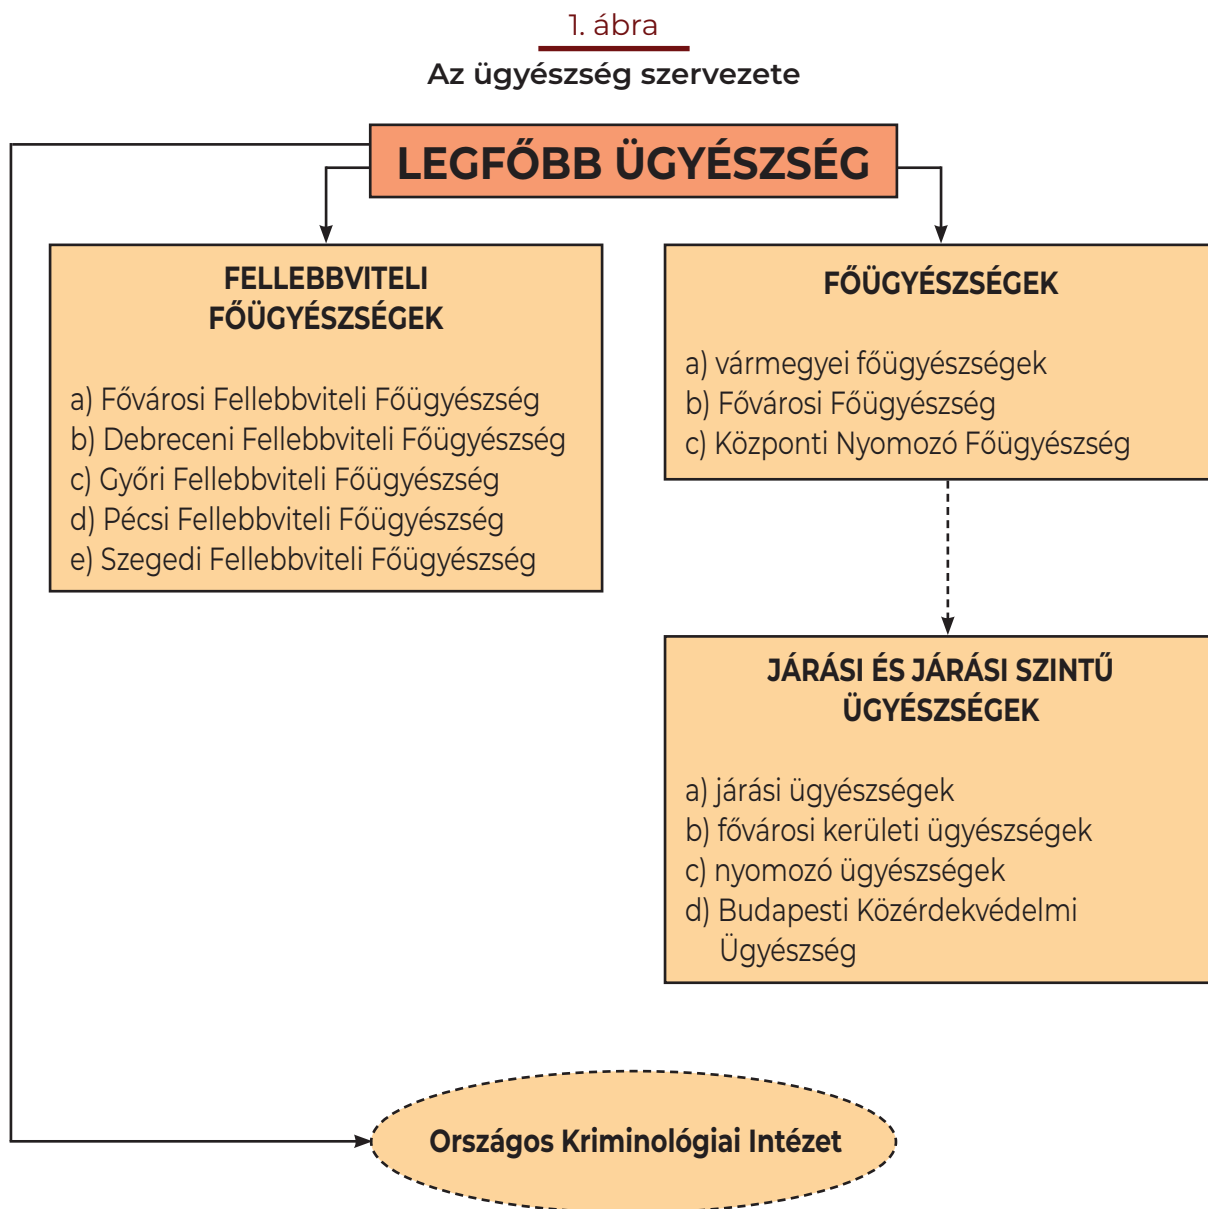 1. ábra
Az ügyészség szervezete
LEGFŐBB ÜGYÉSZSÉG
FELLEBBVITELI
FŐÜGYÉSZSÉGEK
a) Fővárosi Fellebbviteli Főügyészség
b) Debreceni Fellebbviteli Főügyészség
c) Győri Fellebbviteli Főügyészség
d) Pécsi Fellebbviteli Főügyészség
e) Szegedi Fellebbviteli Főügyészség
FŐÜGYÉSZSÉGEK
a) vármegyei főügyészségek
b) Fővárosi Főügyészség
c) Központi Nyomozó Főügyészség
JÁRÁSI ÉS JÁRÁSI SZINTŰ
ÜGYÉSZSÉGEK
a) járási ügyészségek
b) fővárosi kerületi ügyészségek
c) nyomozó ügyészségek
d) Budapesti Közérdekvédelmi
Ügyészség
Országos Kriminológiai Intézet